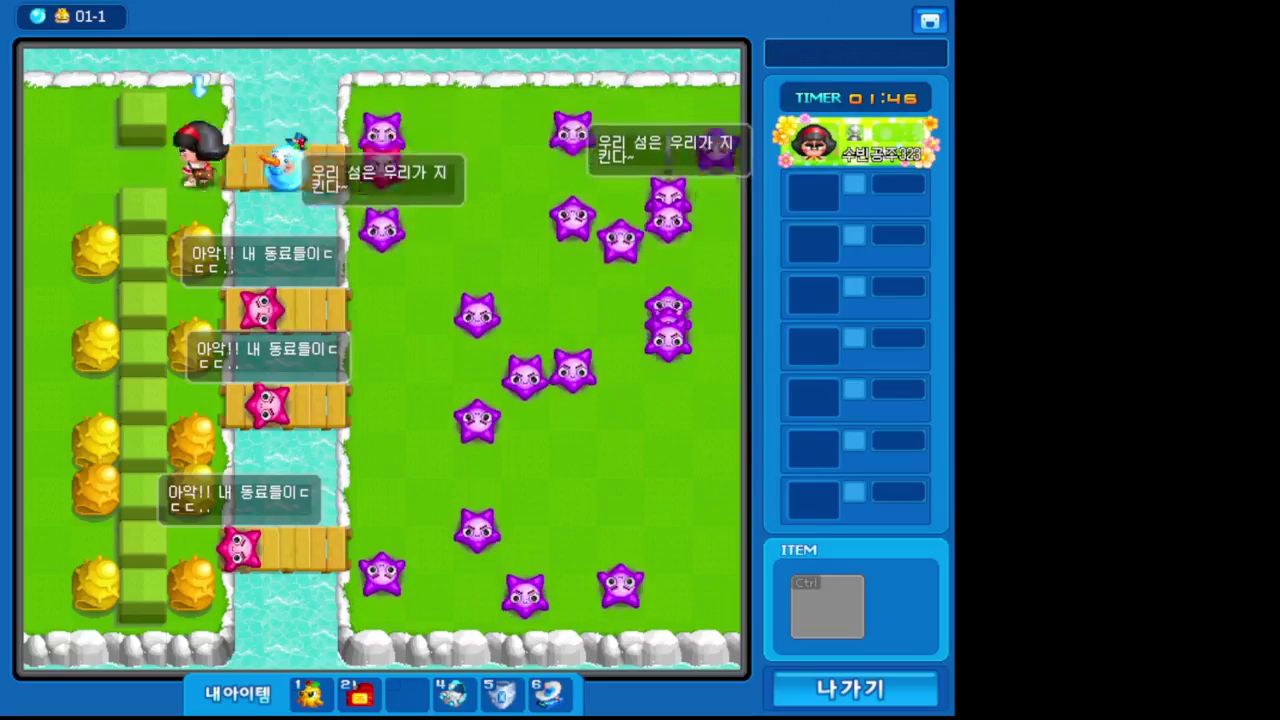 01-1
TIMER 01:46
수빈공주323
우리 섬은 우리가 지
킨다~
우리 섬은 우리가 지
킨다~
아악!! 내 동료들이ㄷ
ㄷㄷ..
아악!! 내 동료들이ㄷ
ㄷㄷ..
아악!! 내 동료들이ㄷ
ㄷㄷ..
ITEM
Ctrl
내아이템
1
21
4
5
6
나가기